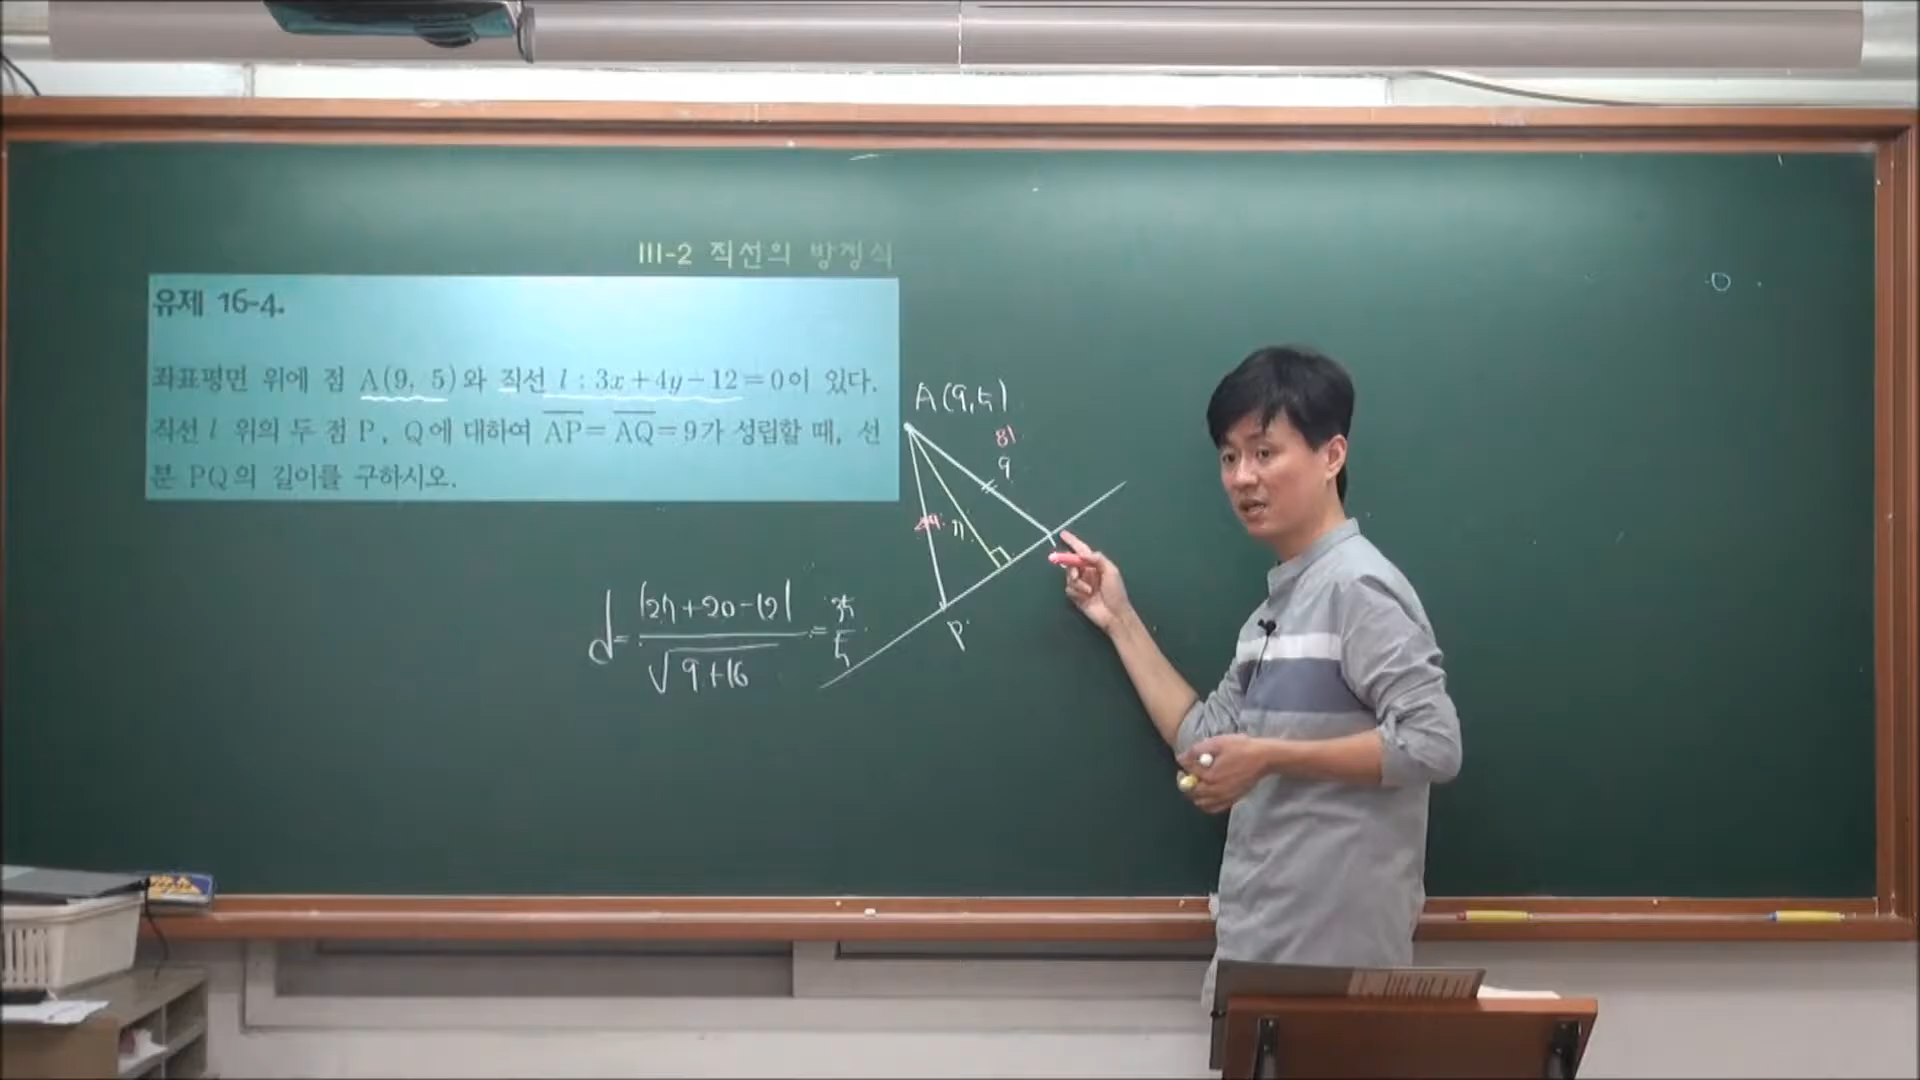 III-2 직선의 방정식
유제 16-4.
좌표평면 위에 점 A(9, 5)와 직선 l : 3x+4y-12=0이 있다.
직선 l 위의 두 점 P, Q에 대하여 AP=AQ=9가 성립할 때, 선
분 PQ의 길이를 구하시오.
A(9,5)
81
9
7
P
d= |27+20-12| / √9+16 = 35/5